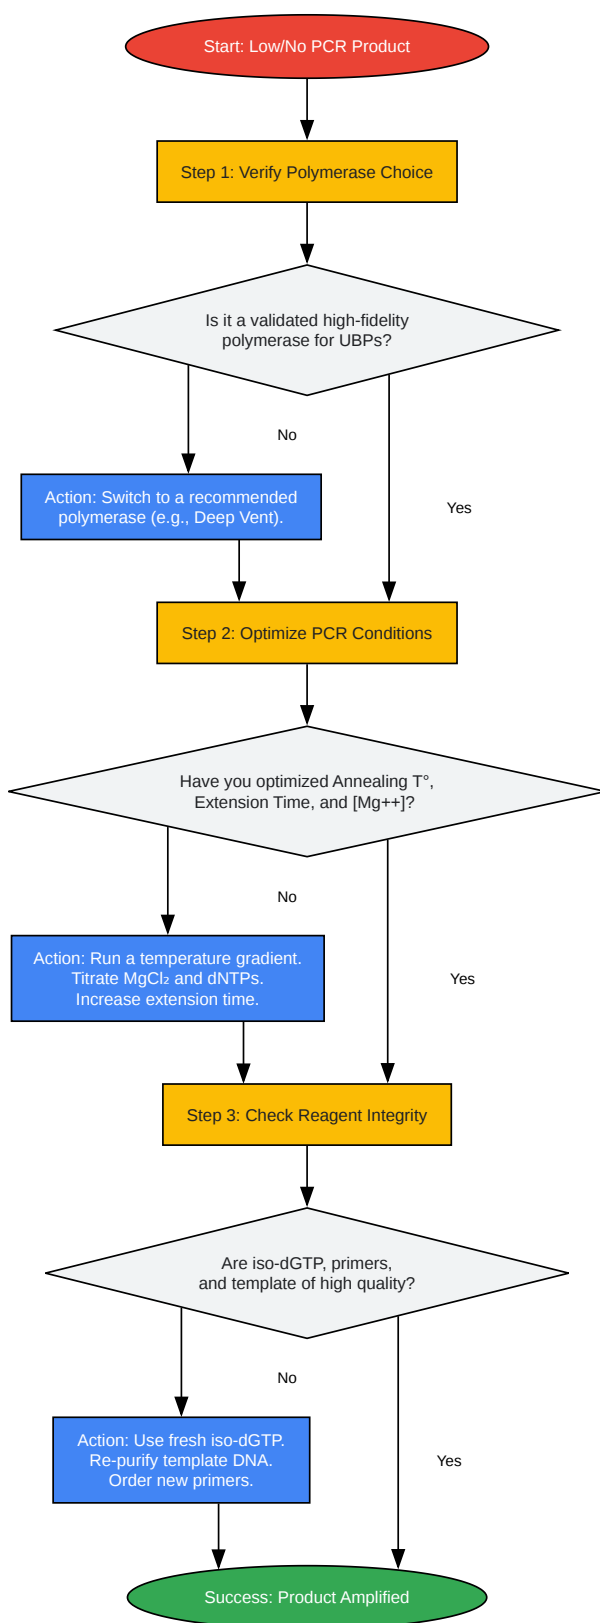 Start: Low/No PCR Product
Step 1: Verify Polymerase Choice
Is it a validated high-fidelity
polymerase for UBPs?
No
Action: Switch to a recommended
polymerase (e.g., Deep Vent).
Yes
Step 2: Optimize PCR Conditions
Have you optimized Annealing T°,
Extension Time, and [Mg++]?
No
Action: Run a temperature gradient.
Titrate MgCl₂ and dNTPs.
Increase extension time.
Yes
Step 3: Check Reagent Integrity
Are iso-dGTP, primers,
and template of high quality?
No
Action: Use fresh iso-dGTP.
Re-purify template DNA.
Order new primers.
Yes
Success: Product Amplified